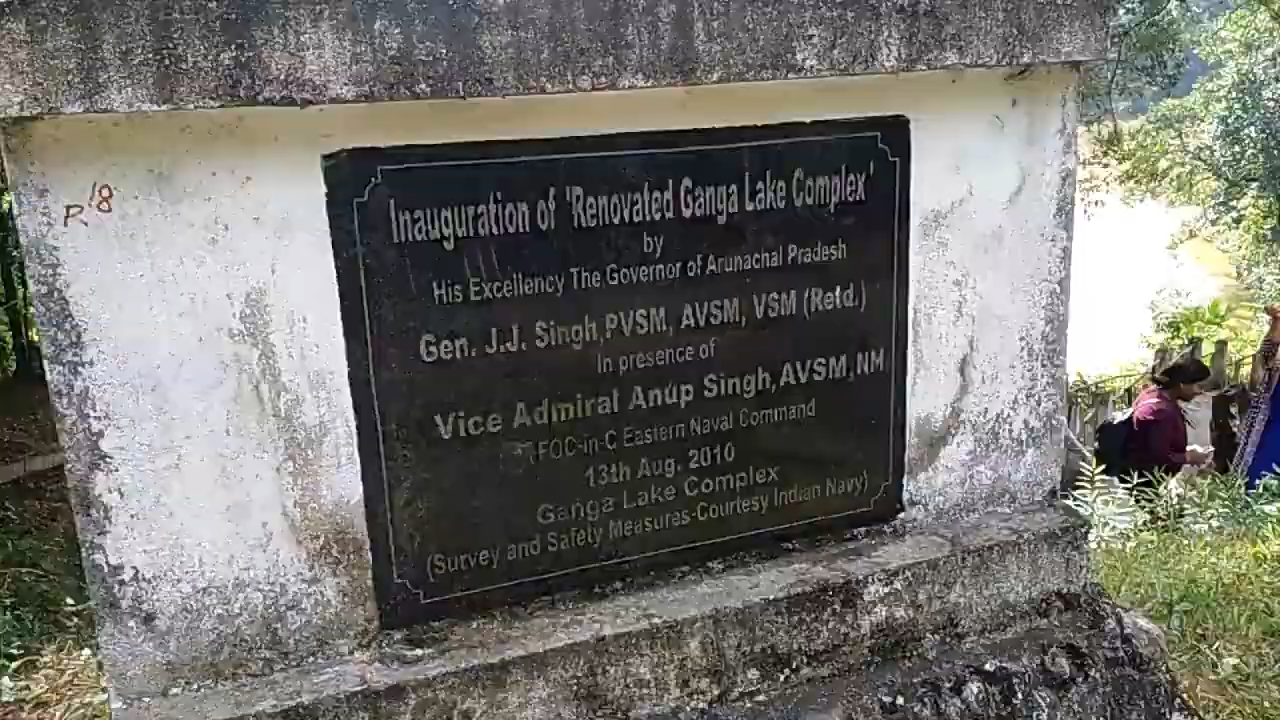 R'18
Inauguration of 'Renovated Ganga Lake Complex'
by
His Excellency The Governor of Arunachal Pradesh
Gen. J.J. Singh,PVSM, AVSM, VSM (Retd.)
In presence of
Vice Admiral Anup Singh,AVSM,NM
FOC-in-C Eastern Naval Command
13th Aug. 2010
Ganga Lake Complex
(Survey and Safely Measures-Courtesy Indian Navy)